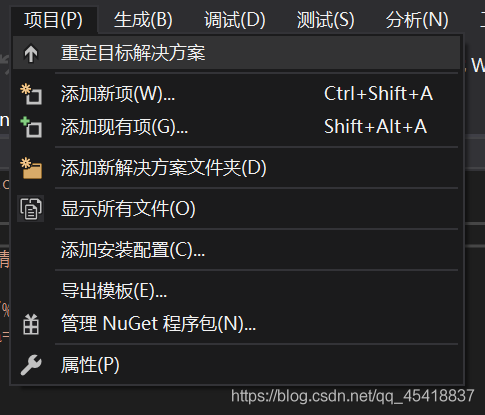 项目(P) 生成(B) 调试(D) 测试(S) 分析(N)
重定目标解决方案
添加新项(W)... Ctrl+Shift+A
添加现有项(G)... Shift+Alt+A
添加新解决方案文件夹(D)
显示所有文件(O)
添加安装配置(C)...
导出模板(E)...
管理 NuGet 程序包(N)...
属性(P)
https://blog.csdn.net/qq_45418837